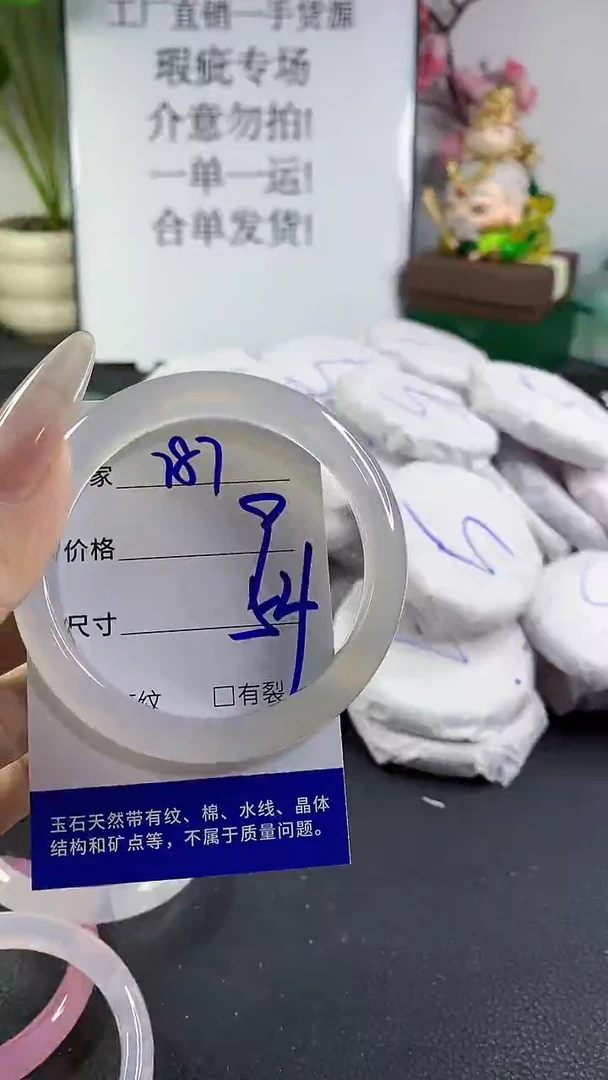 工厂直销一手货源
瑕疵专场
介意勿拍!
一单一运!
合单发货!
家 787
价格
尺寸 54
纹 □有裂
玉石天然带有纹、棉、水线、晶体
结构和矿点等，不属于质量问题。